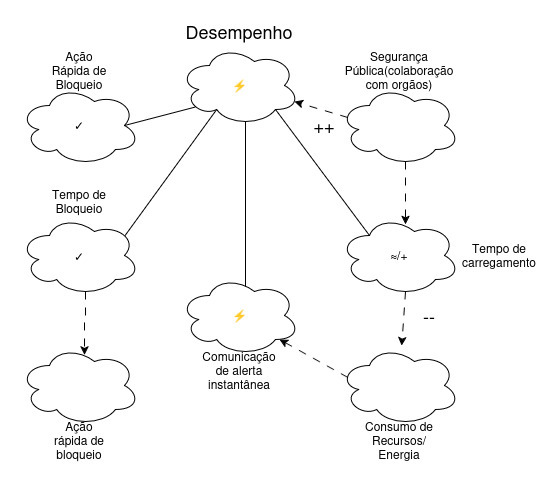 Desempenho
Ação
Rápida de
Bloqueio
Segurança
Pública(colaboração
com orgãos)
⚡
✓
++
Tempo de
Bloqueio
✓
≈/+
Tempo de
carregamento
⚡
--
Comunicação
de alerta
instantânea
Ação
rápida de
bloqueio
Consumo de
Recursos/
Energia